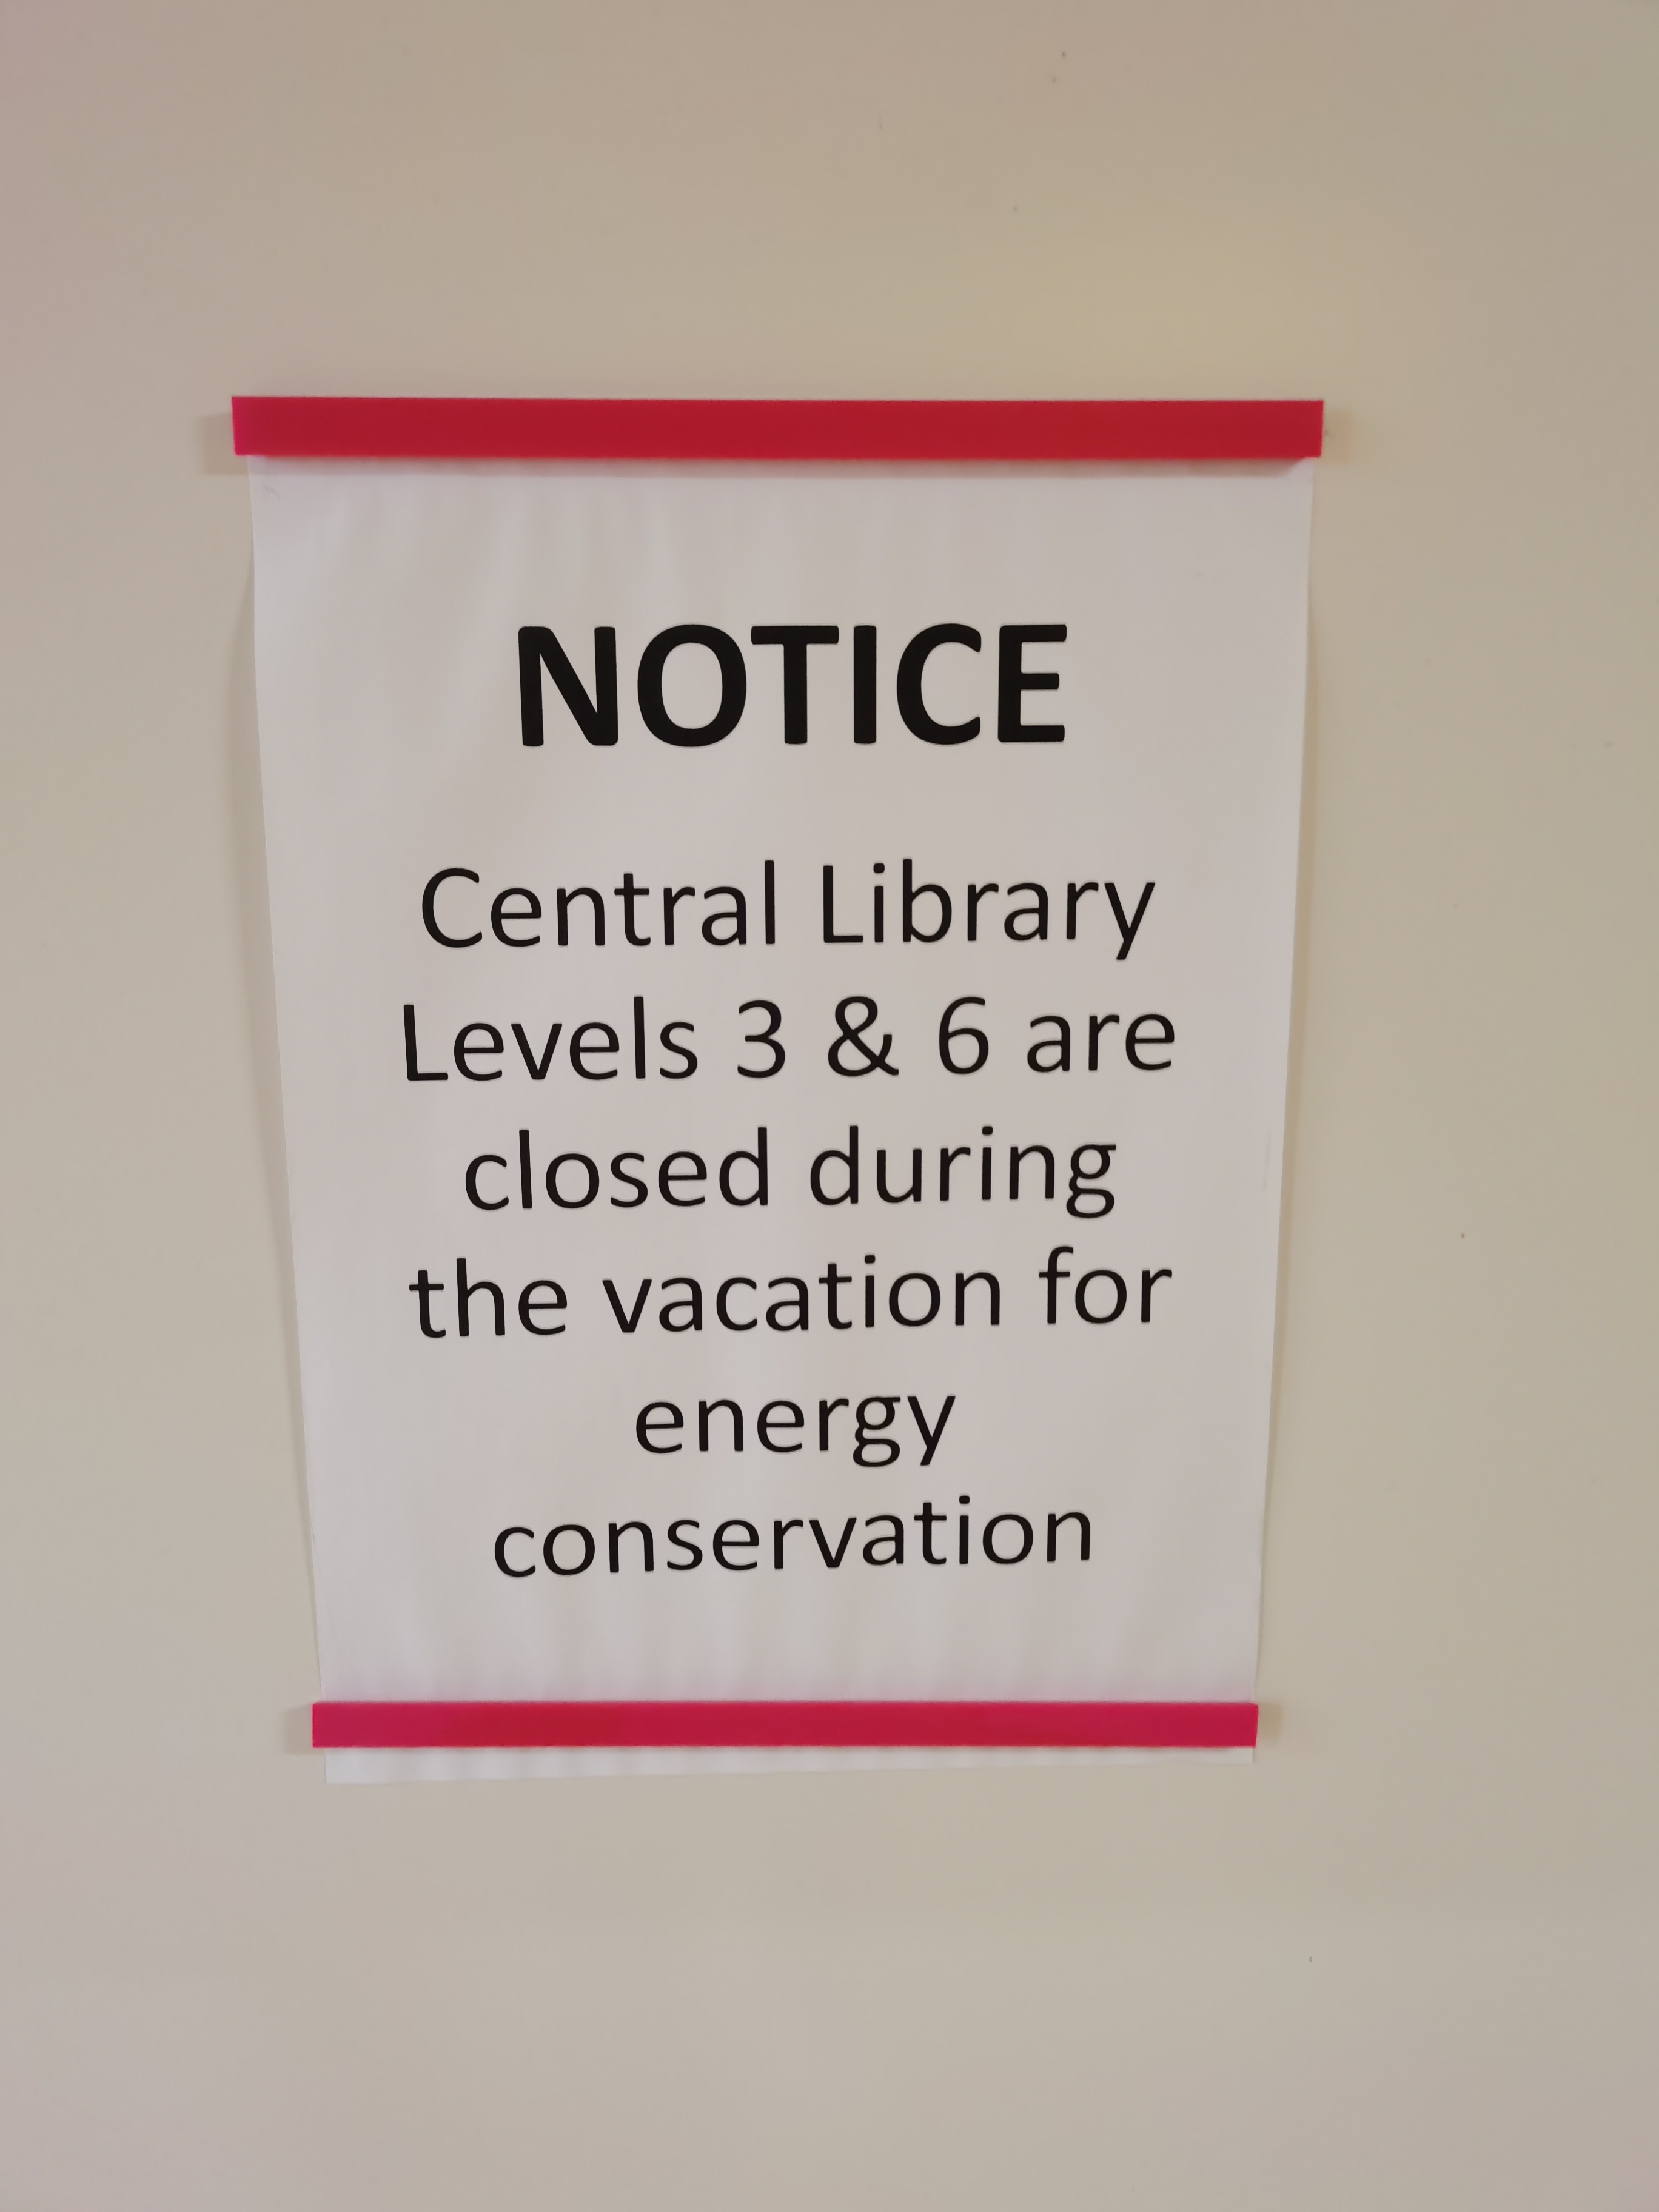 NOTICE
Central Library
Levels 3 & 6 are
closed during
the vacation for
energy
conservation